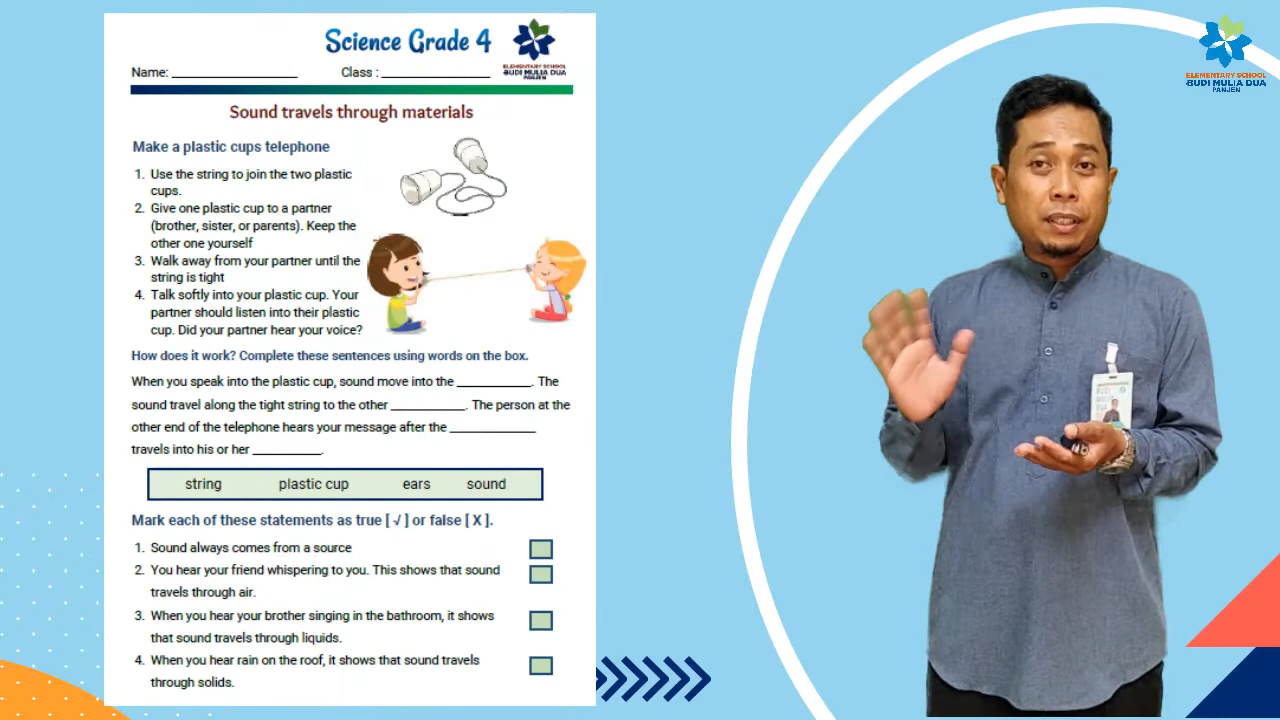 Science Grade 4
ELEMENTARY SCHOOL
BUDI MULIA DUA
PANJEN
Name: ____________________ Class : __________________
Sound travels through materials
Make a plastic cups telephone
1. Use the string to join the two plastic
cups.
2. Give one plastic cup to a partner
(brother, sister, or parents). Keep the
other one yourself
3. Walk away from your partner until the
string is tight
4. Talk softly into your plastic cup. Your
partner should listen into their plastic
cup. Did your partner hear your voice?
How does it work? Complete these sentences using words on the box.
When you speak into the plastic cup, sound move into the ____________. The
sound travel along the tight string to the other ____________. The person at the
other end of the telephone hears your message after the ______________
travels into his or her ___________.
string plastic cup ears sound
Mark each of these statements as true [ √ ] or false [ X ].
1. Sound always comes from a source
2. You hear your friend whispering to you. This shows that sound
travels through air.
3. When you hear your brother singing in the bathroom, it shows
that sound travels through liquids.
4. When you hear rain on the roof, it shows that sound travels
through solids.
ELEMENTARY SCHOOL
BUDI MULIA DUA
PANJEN